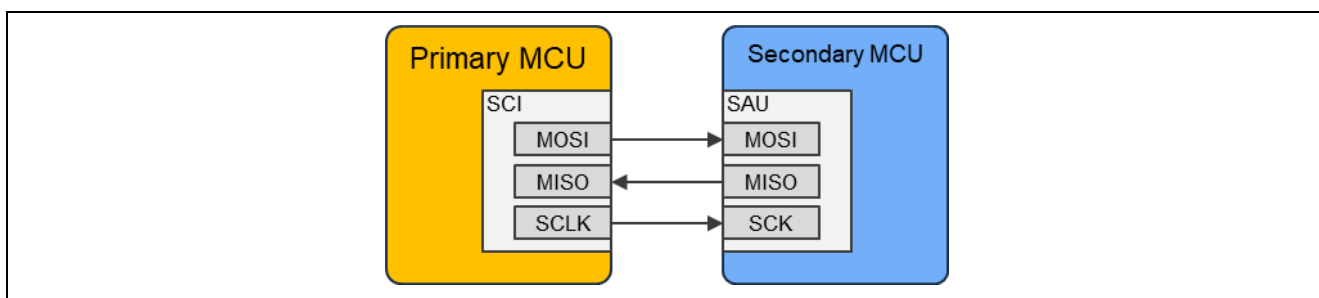 Primary MCU
Secondary MCU
SCI
SAU
MOSI
MOSI
MISO
MISO
SCLK
SCK